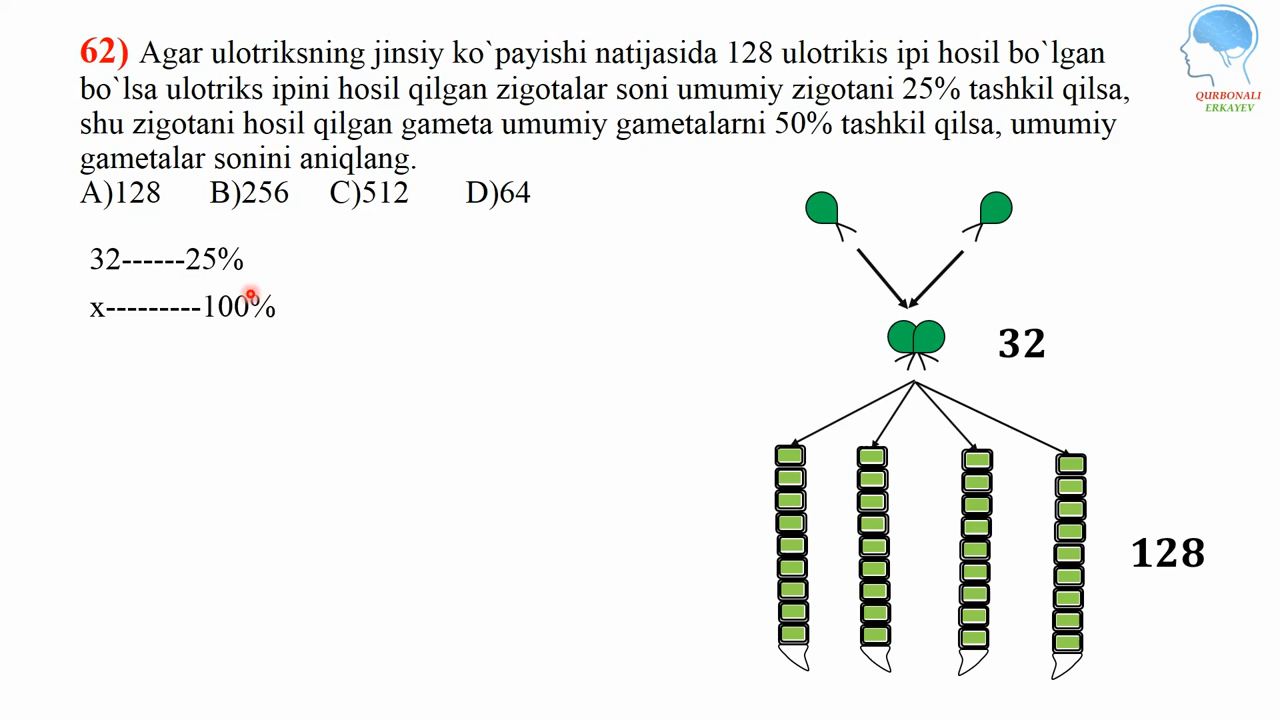 62) Agar ulotriksning jinsiy ko`payishi natijasida 128 ulotrikis ipi hosil bo`lgan
bo`lsa ulotriks ipini hosil qilgan zigotalar soni umumiy zigotani 25% tashkil qilsa,
shu zigotani hosil qilgan gameta umumiy gametalarni 50% tashkil qilsa, umumiy
gametalar sonini aniqlang.
A)128 B)256 C)512 D)64
32------25%
x---------100%
32
128
QURBONALI
ERKAYEV